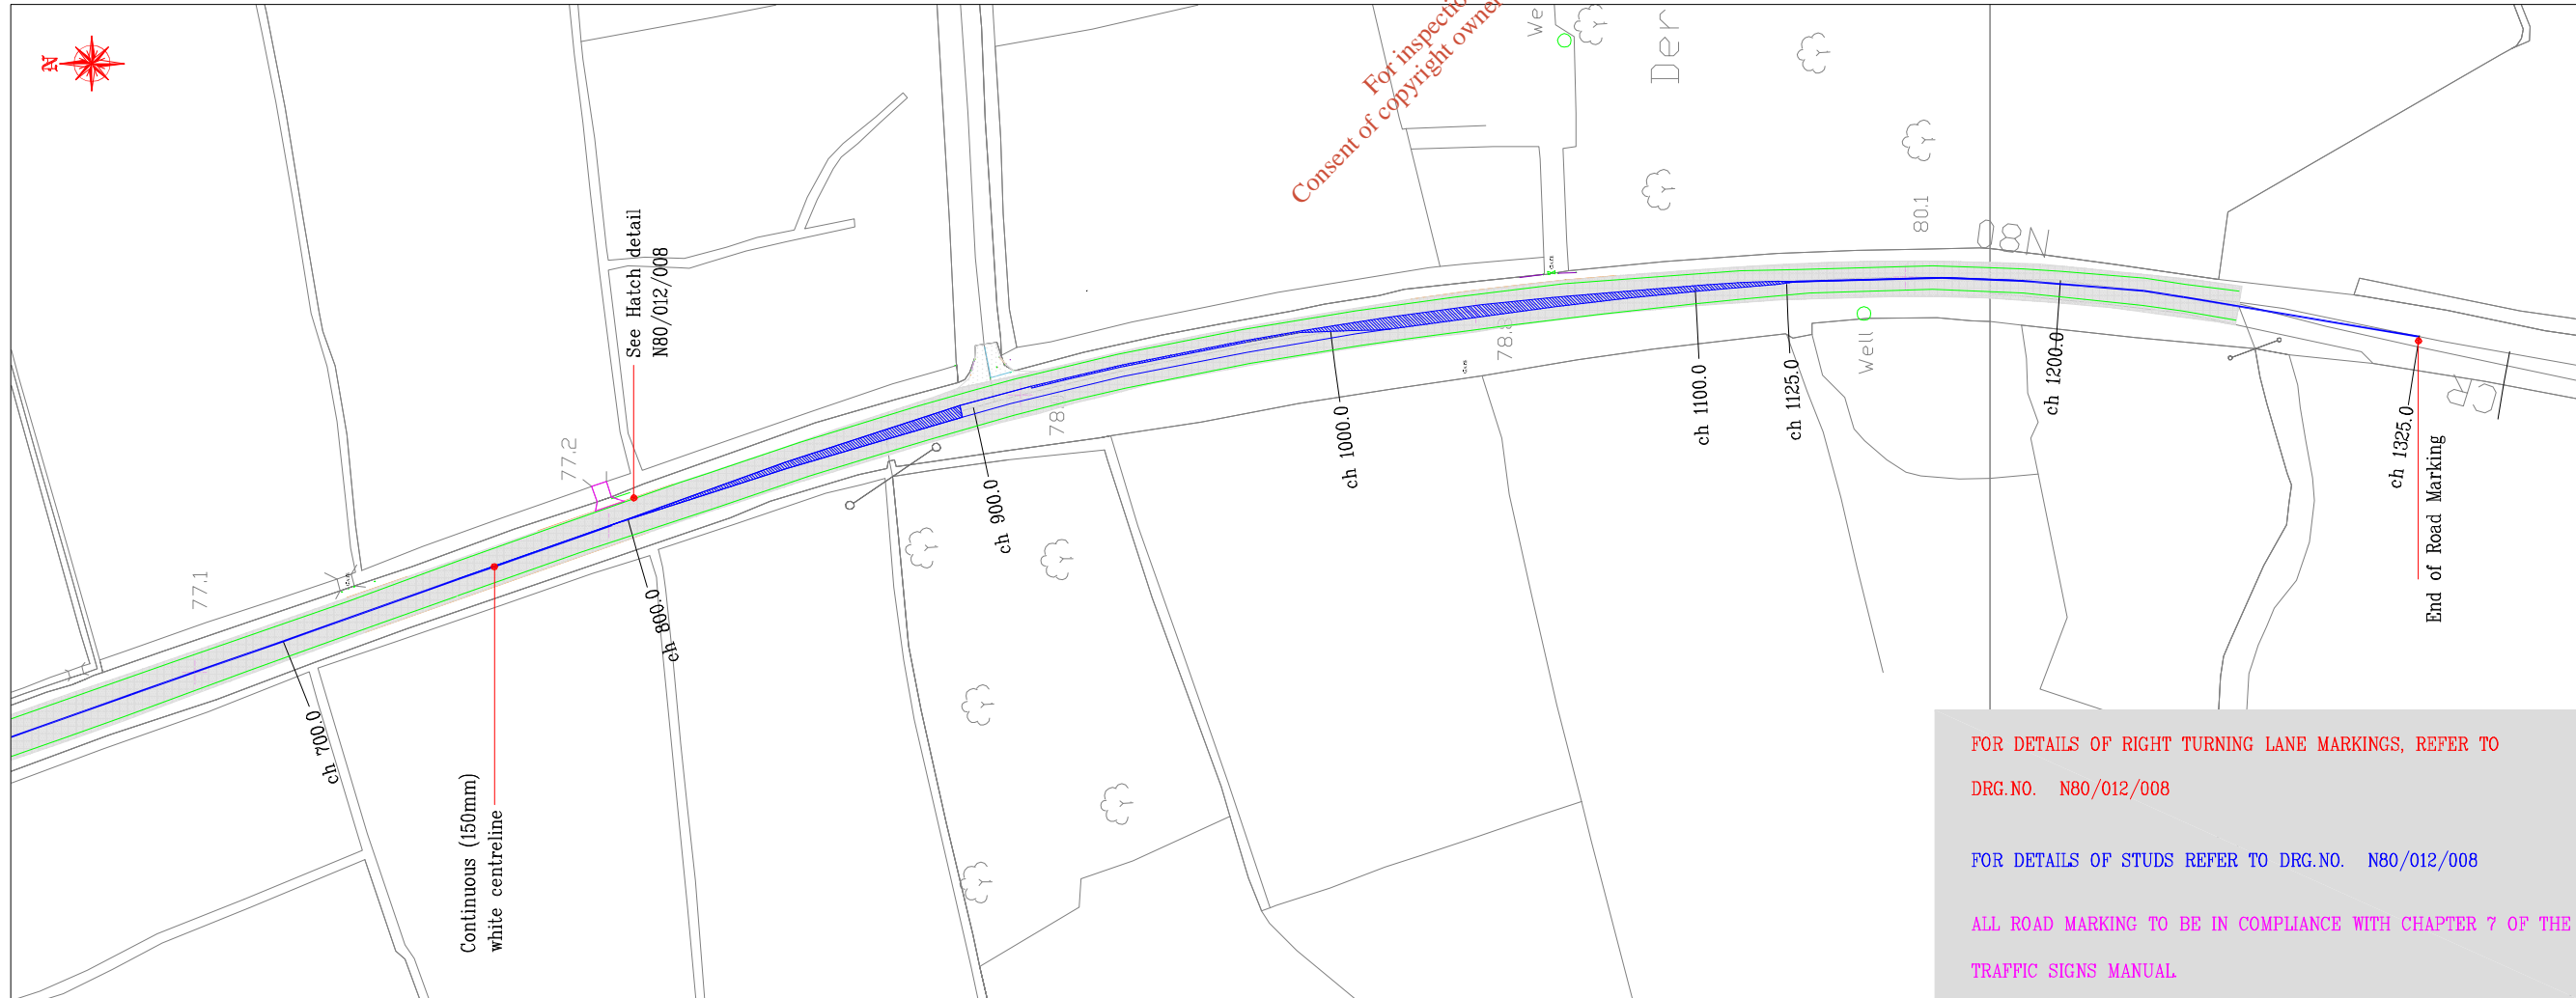 N
For inspectio
Consent of copyright owner
We
Der
See Hatch detail
N80/012/008
77.2
77.1
78.
80.1
N80
Well
ch 700.0
ch 800.0
ch 900.0
ch 1000.0
ch 1100.0
ch 1125.0
ch 1200.0
ch 1325.0
End of Road Marking
CR
Continuous (150mm)
white centreline
FOR DETAILS OF RIGHT TURNING LANE MARKINGS, REFER TO
DRG.NO. N80/012/008
FOR DETAILS OF STUDS REFER TO DRG.NO. N80/012/008
ALL ROAD MARKING TO BE IN COMPLIANCE WITH CHAPTER 7 OF THE
TRAFFIC SIGNS MANUAL